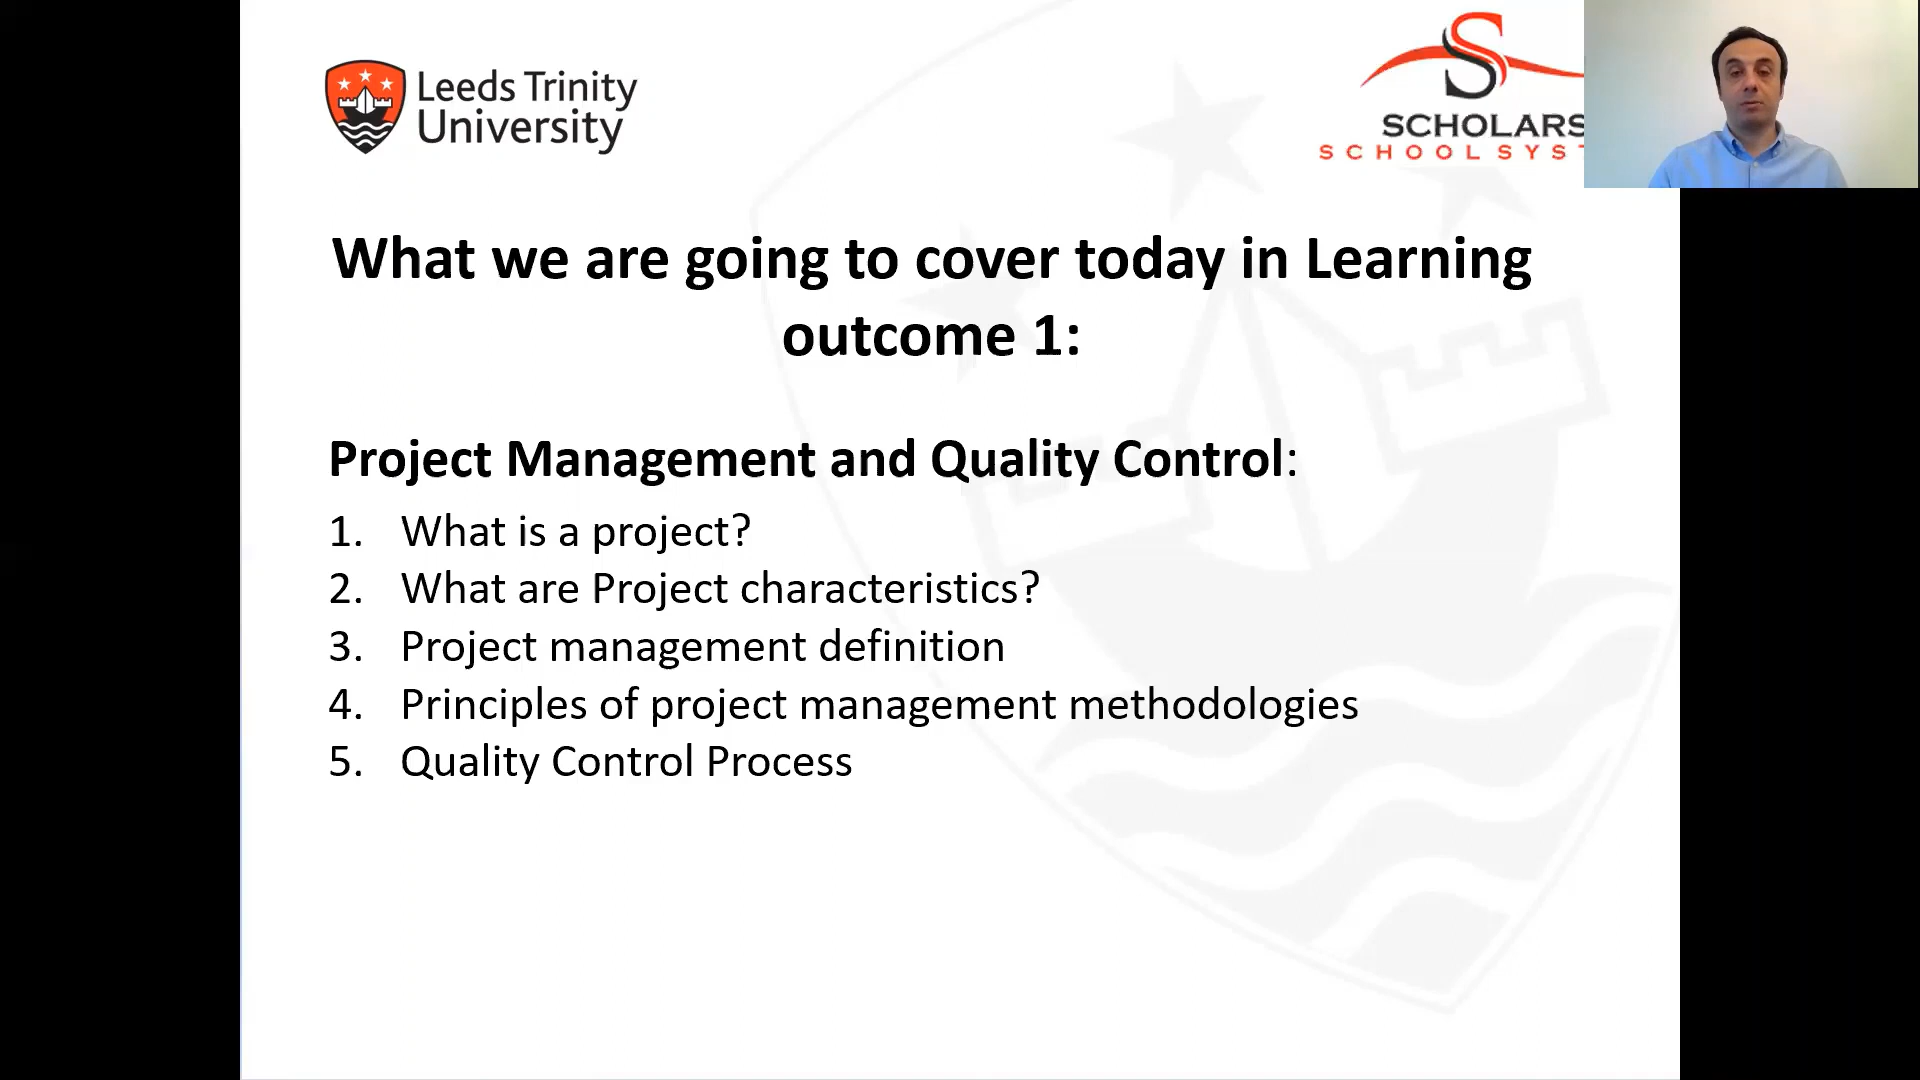 Leeds Trinity
University
SCHOLARS
SCHOOL SYST
What we are going to cover today in Learning
outcome 1:
Project Management and Quality Control:
1. What is a project?
2. What are Project characteristics?
3. Project management definition
4. Principles of project management methodologies
5. Quality Control Process